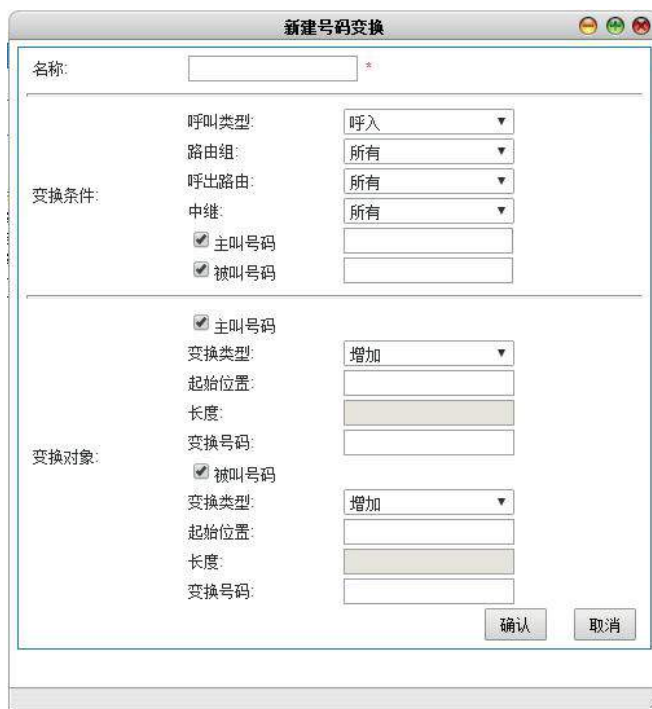 新建号码变换
名称: *
呼叫类型: 呼入
路由组: 所有
呼出路由: 所有
变换条件:
中继: 所有
主叫号码
被叫号码
主叫号码
变换类型: 增加
起始位置:
长度:
变换号码:
变换对象:
被叫号码
变换类型: 增加
起始位置:
长度:
变换号码:
确认 取消